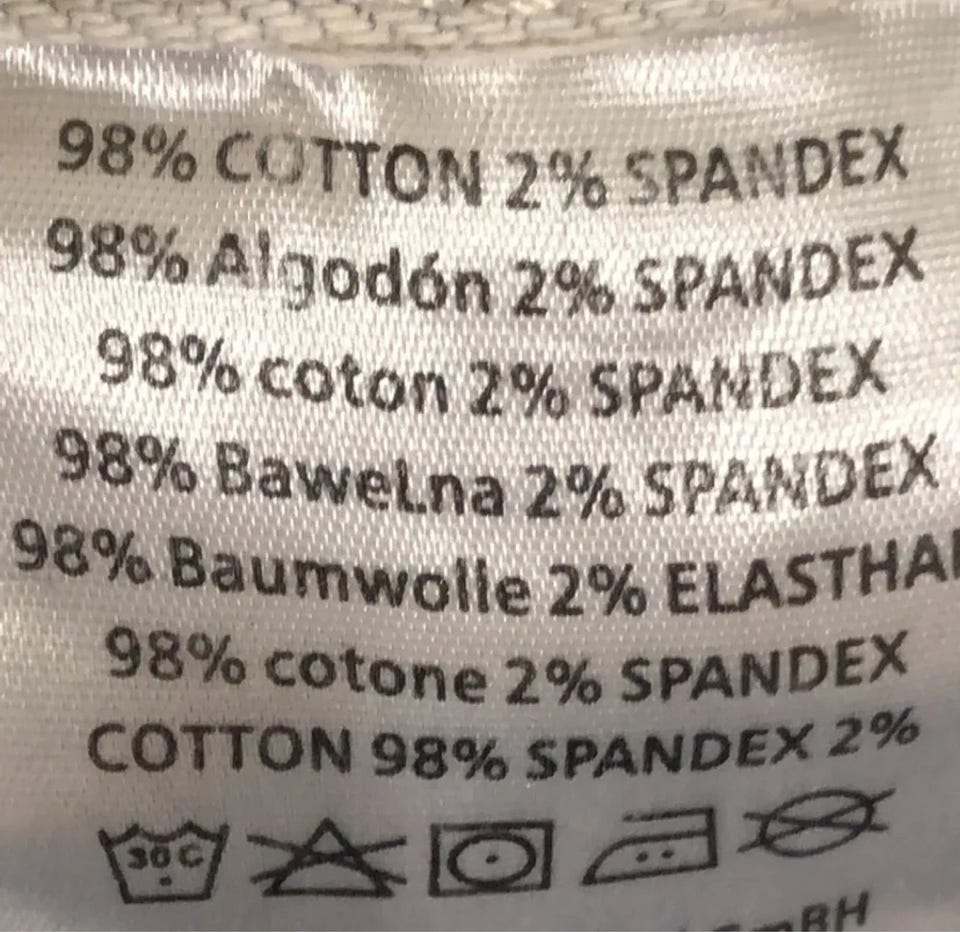 98% COTTON 2% SPANDEX
98% Algodón 2% SPANDEX
98% coton 2% SPANDEX
98% BaweLna 2% SPANDEX
98% Baumwolle 2% ELASTHA
98% cotone 2% SPANDEX
COTTON 98% SPANDEX 2%
30 C